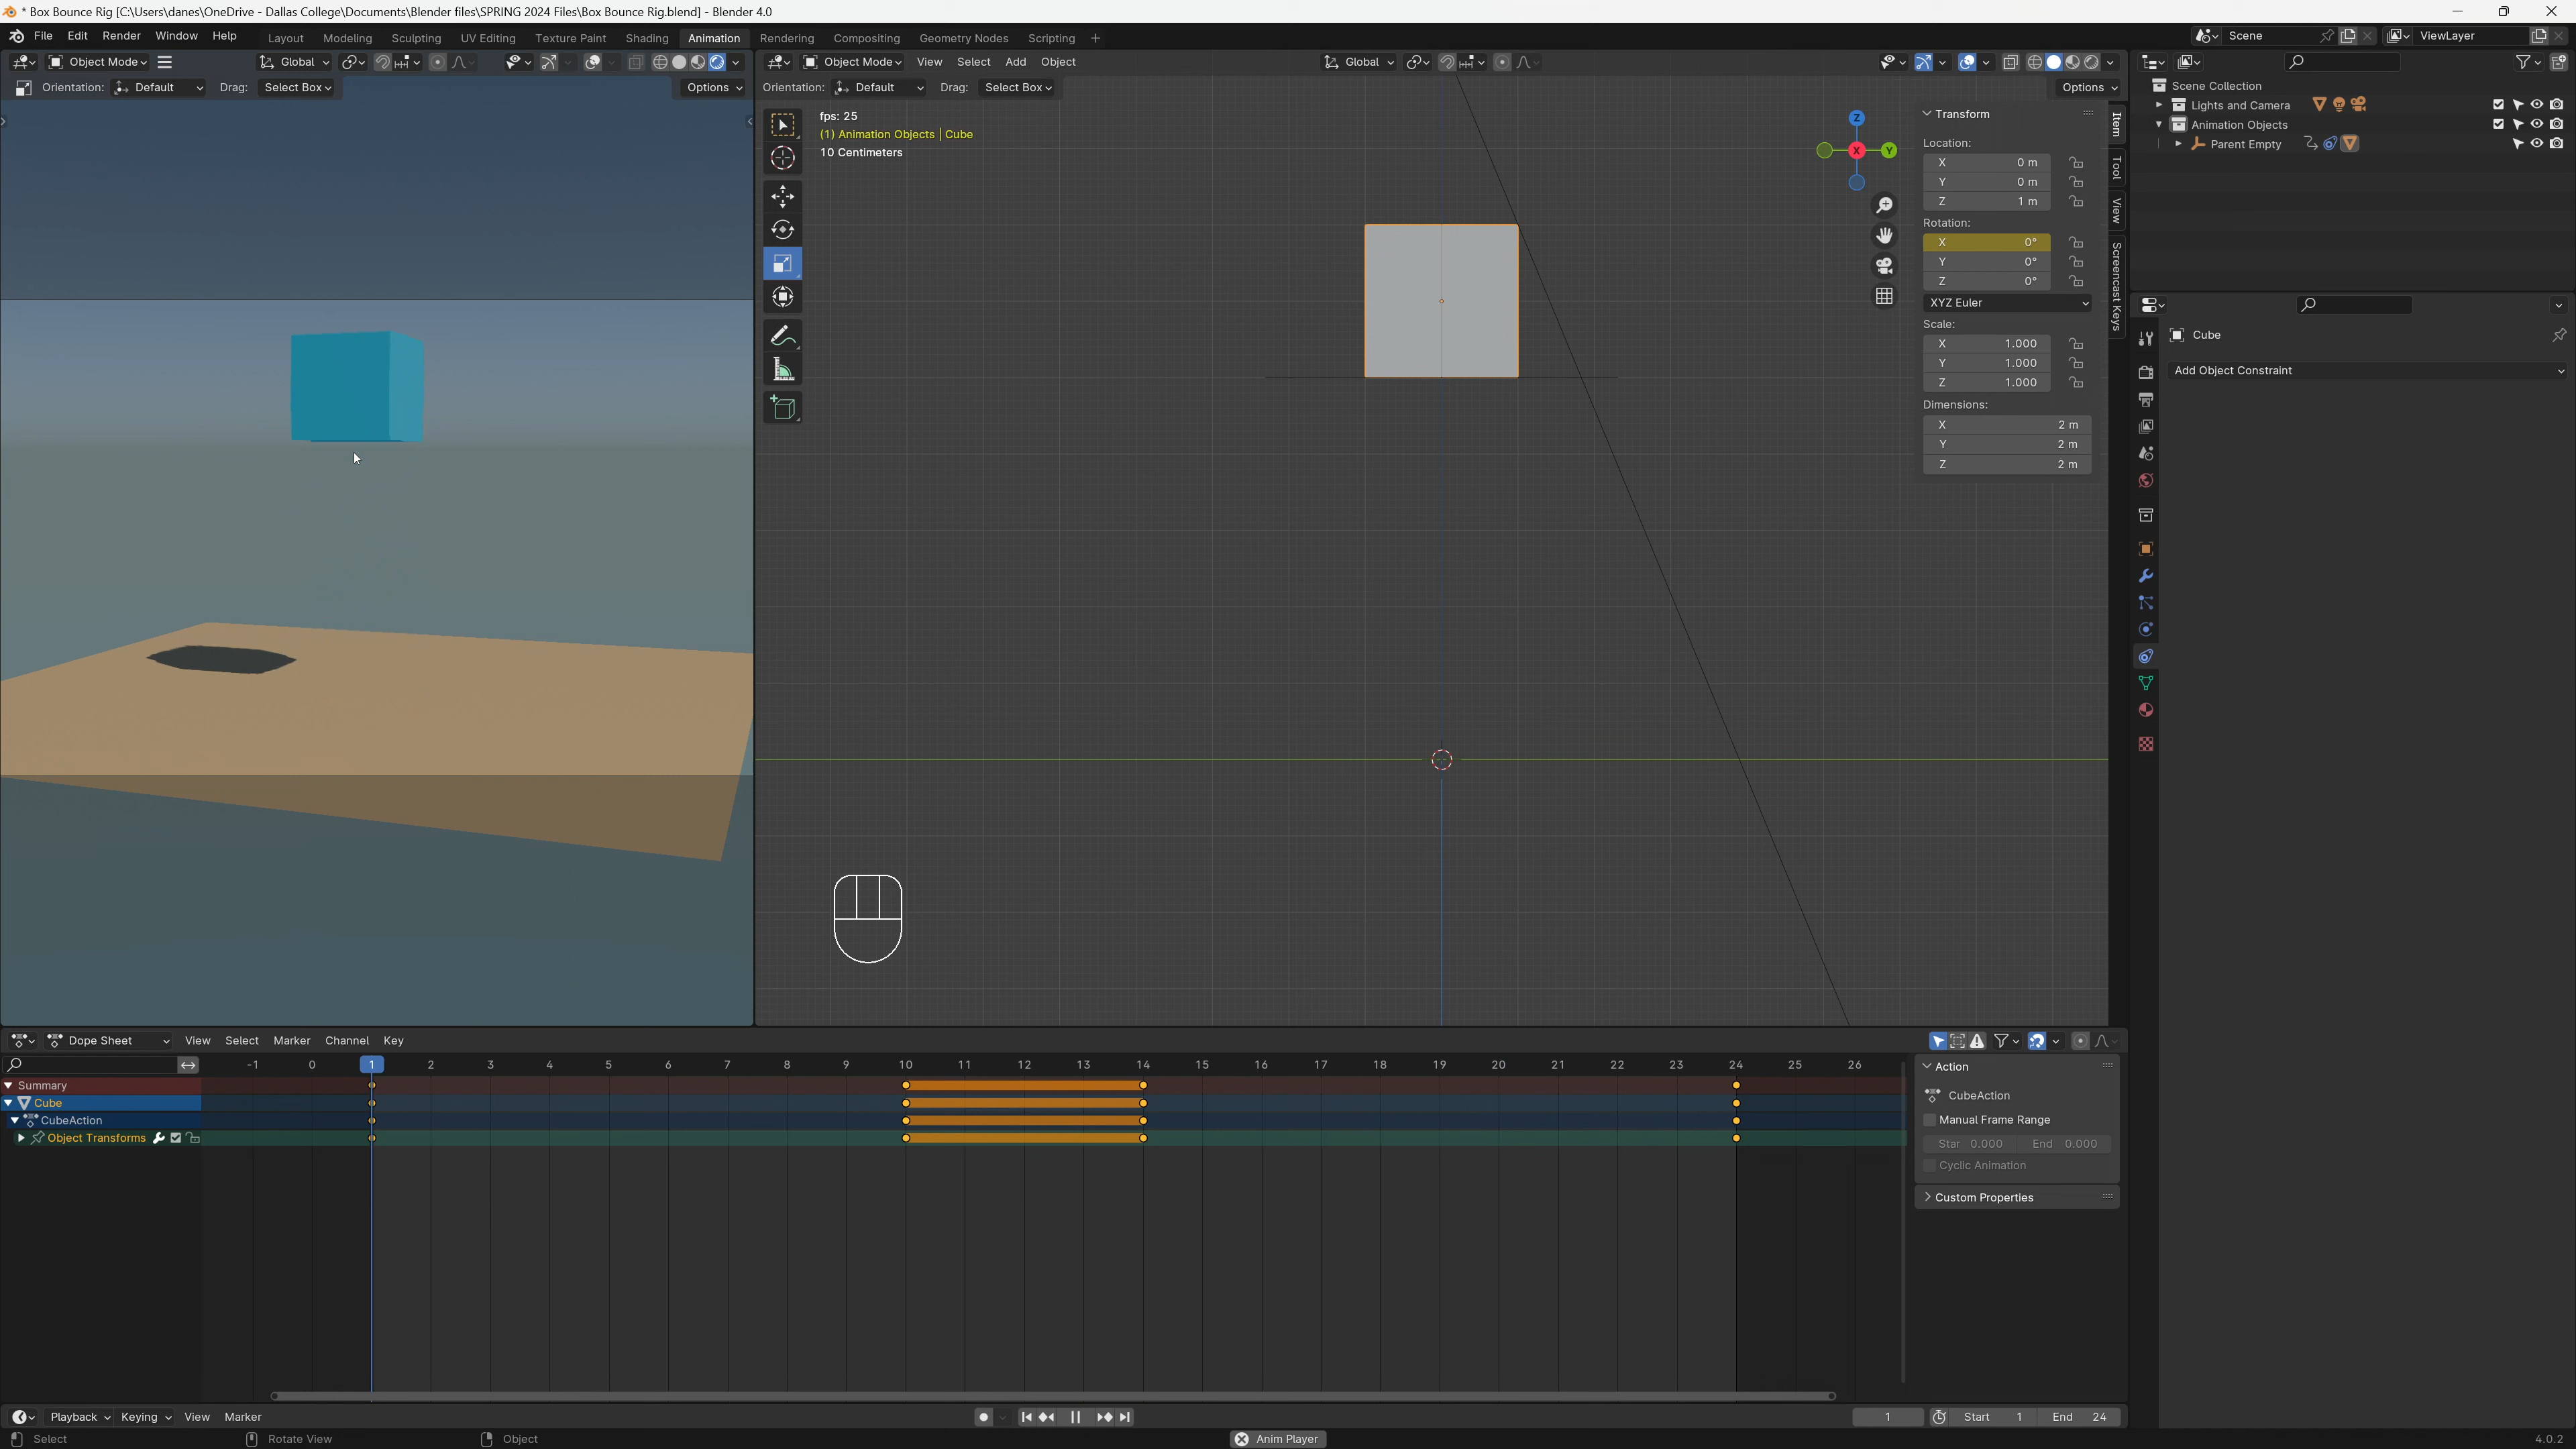 * Box Bounce Rig [C:\Users\danes\OneDrive - Dallas College\Documents\Blender files\SPRING 2024 Files\Box Bounce Rig.blend] - Blender 4.0
File Edit Render Window Help Layout Modeling Sculpting UV Editing Texture Paint Shading Animation Rendering Compositing Geometry Nodes Scripting + Scene ViewLayer
Object Mode Global
Object Mode View Select Add Object Global
Orientation: Default Drag: Select Box Options
Orientation: Default Drag: Select Box Options
fps: 25
(1) Animation Objects | Cube
10 Centimeters
Z
X
Y
Transform
Location:
X 0 m
Y 0 m
Z 1 m
Rotation:
X 0°
Y 0°
Z 0°
XYZ Euler
Scale:
X 1.000
Y 1.000
Z 1.000
Dimensions:
X 2 m
Y 2 m
Z 2 m
Item
Tool
View
Screencast Keys
Scene Collection
Lights and Camera
Animation Objects
Parent Empty
Cube
Add Object Constraint
Dope Sheet View Select Marker Channel Key
-1 0 1 2 3 4 5 6 7 8 9 10 11 12 13 14 15 16 17 18 19 20 21 22 23 24 25 26
Summary
Cube
CubeAction
Object Transforms
Action
CubeAction
Manual Frame Range
Star 0.000 End 0.000
Cyclic Animation
Custom Properties
Playback Keying View Marker 1 Start 1 End 24
Select Rotate View Object Anim Player 4.0.2